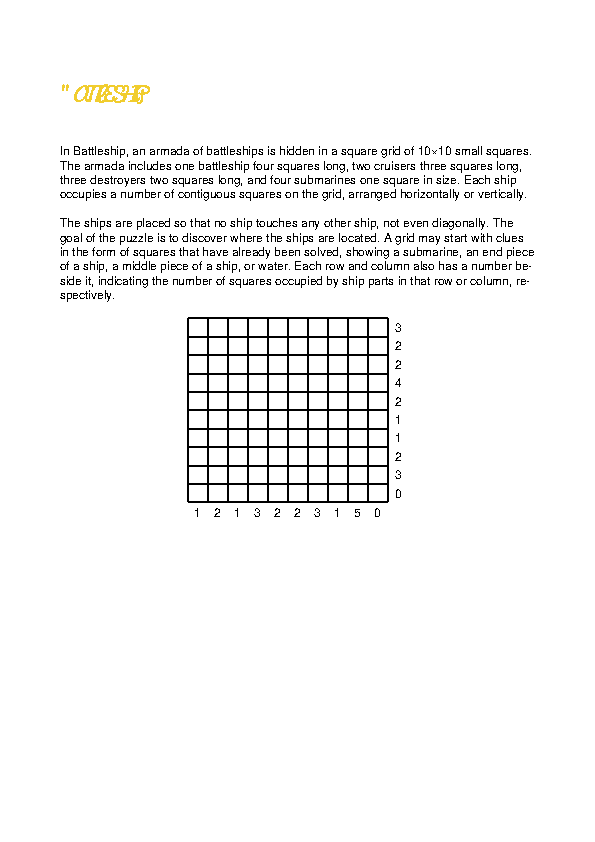 In Battleship, an armada of battleships is hidden in a square grid of 10×10 small squares.
The armada includes one battleship four squares long, two cruisers three squares long,
three destroyers two squares long, and four submarines one square in size. Each ship
occupies a number of contiguous squares on the grid, arranged horizontally or vertically.
The ships are placed so that no ship touches any other ship, not even diagonally. The
goal of the puzzle is to discover where the ships are located. A grid may start with clues
in the form of squares that have already been solved, showing a submarine, an end piece
of a ship, a middle piece of a ship, or water. Each row and column also has a number be-
side it, indicating the number of squares occupied by ship parts in that row or column, re-
spectively.
3
2
2
4
2
1
1
2
3
0
1 2 1 3 2 2 3 1 5 0